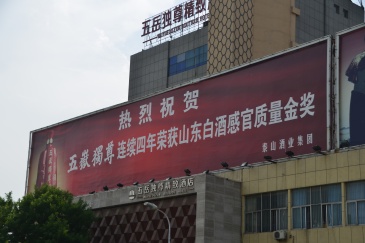 五岳独尊精致
热烈祝贺
五嶽獨尊 连续四年荣获山东白酒感官质量金奖
泰山酒业集团
五岳独尊精致酒店